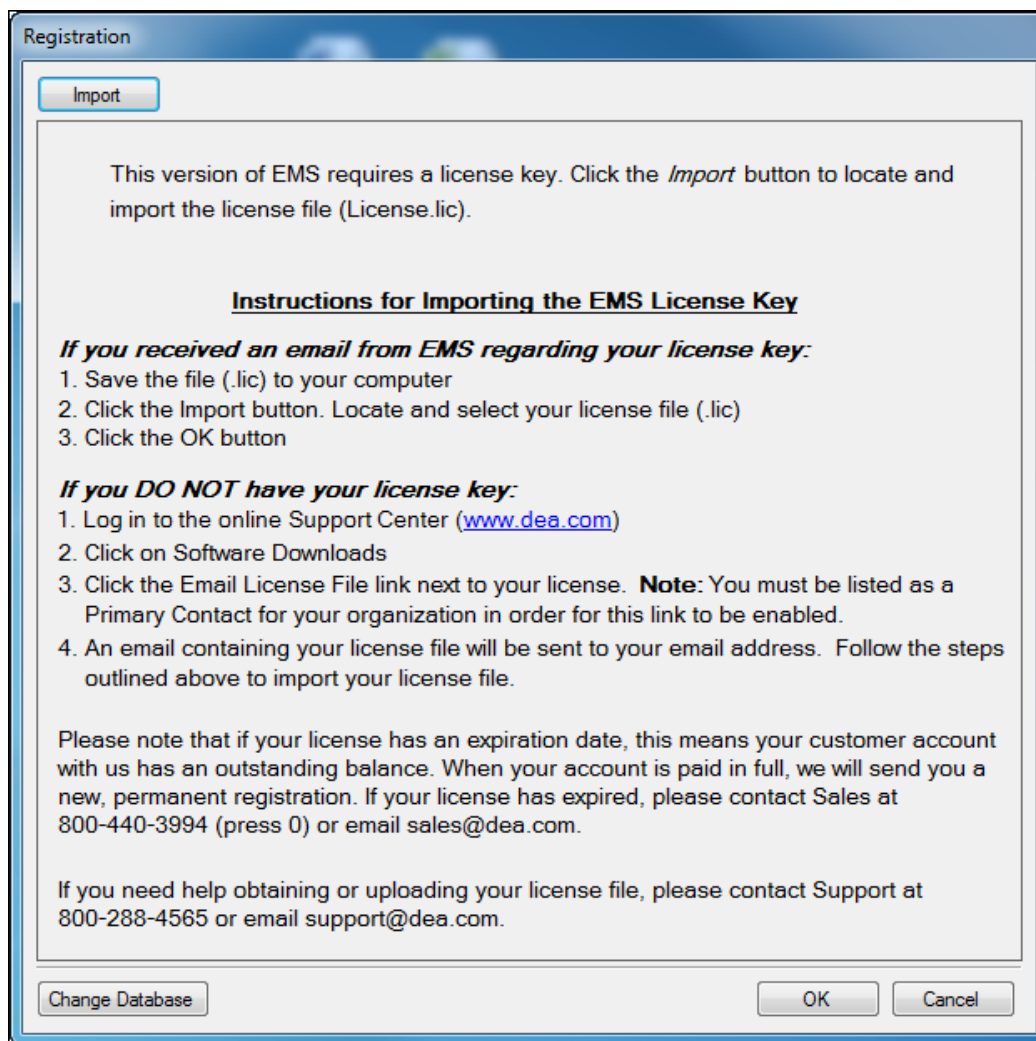 Registration
Import
This version of EMS requires a license key. Click the Import button to locate and
import the license file (License.lic).
Instructions for Importing the EMS License Key
If you received an email from EMS regarding your license key:
1. Save the file (.lic) to your computer
2. Click the Import button. Locate and select your license file (.lic)
3. Click the OK button
If you DO NOT have your license key:
1. Log in to the online Support Center (www.dea.com)
2. Click on Software Downloads
3. Click the Email License File link next to your license. Note: You must be listed as a
Primary Contact for your organization in order for this link to be enabled.
4. An email containing your license file will be sent to your email address. Follow the steps
outlined above to import your license file.
Please note that if your license has an expiration date, this means your customer account
with us has an outstanding balance. When your account is paid in full, we will send you a
new, permanent registration. If your license has expired, please contact Sales at
800-440-3994 (press 0) or email sales@dea.com.
If you need help obtaining or uploading your license file, please contact Support at
800-288-4565 or email support@dea.com.
Change Database
OK
Cancel